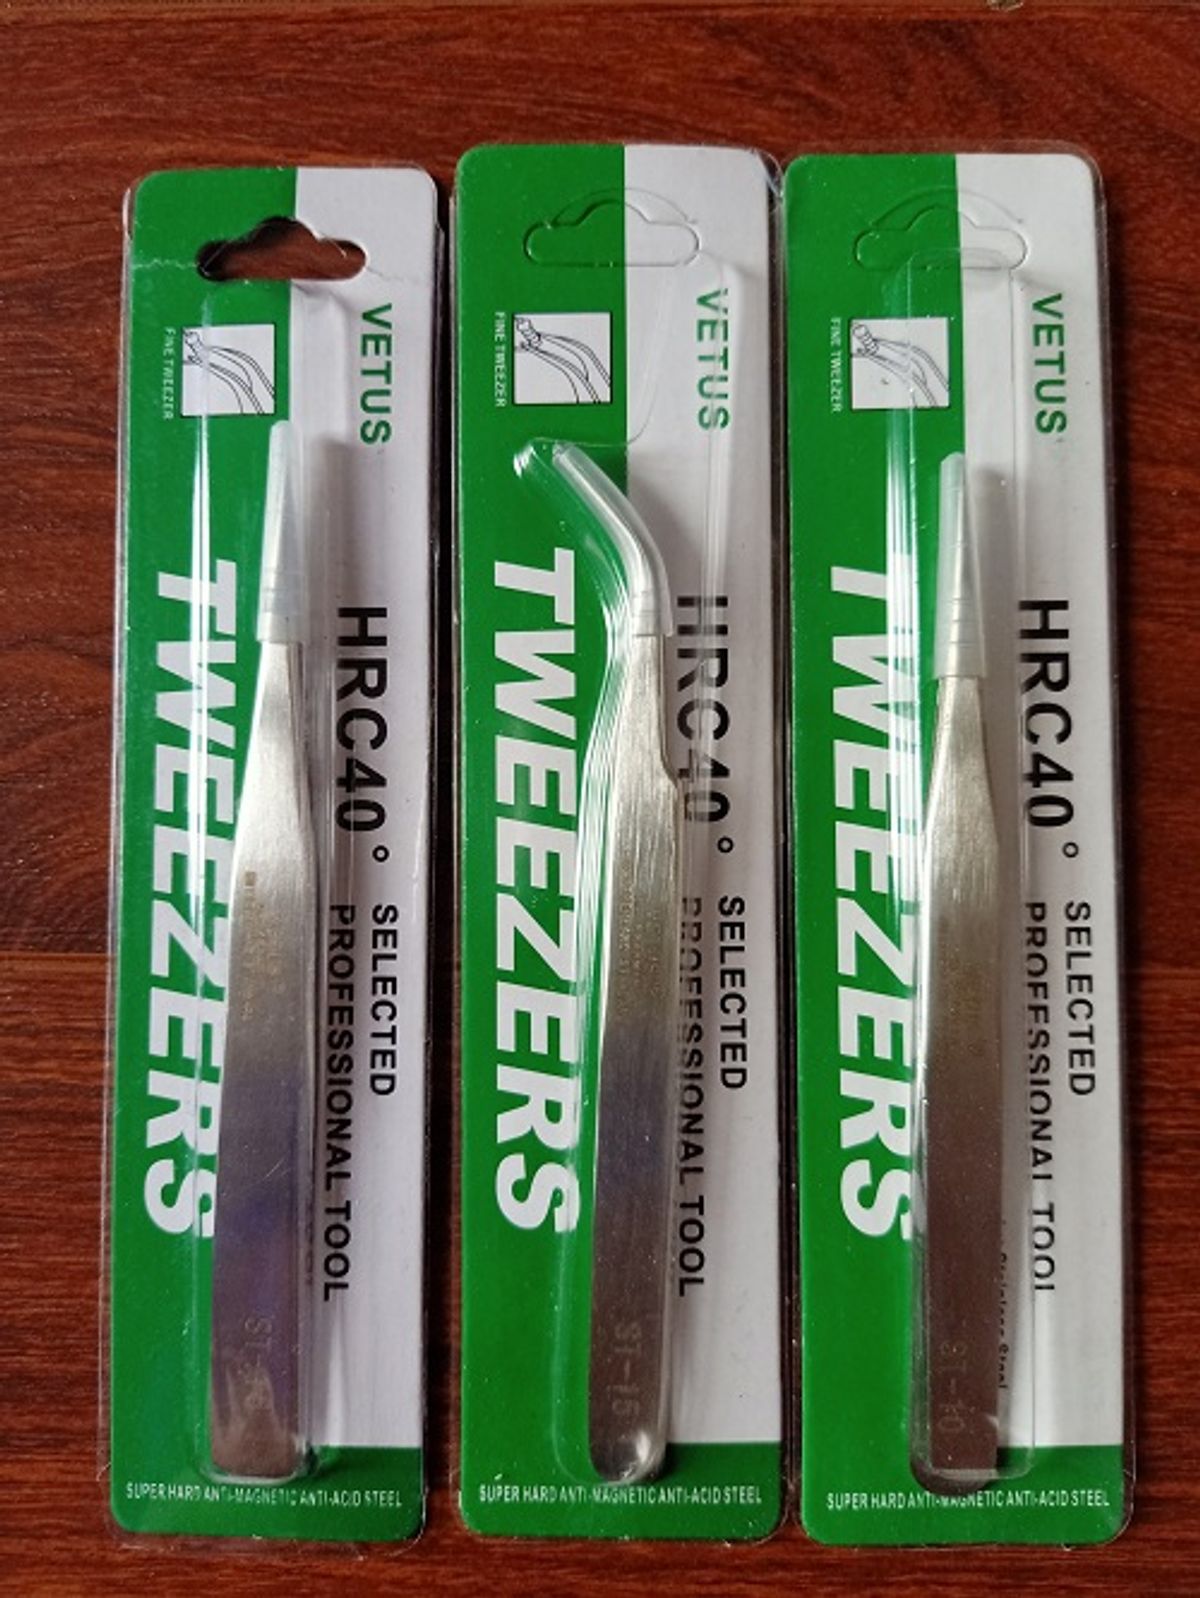 VETUS
FINE TWEEZER
TWEEZERS
HRC40°
SELECTED
PROFESSIONAL TOOL
SUPER HARD ANTI-MAGNETIC ANTI-ACID STEEL
VETUS
FINE TWEEZER
TWEEZERS
HRC40°
SELECTED
PROFESSIONAL TOOL
ST-15
SUPER HARD ANTI-MAGNETIC ANTI-ACID STEEL
VETUS
FINE TWEEZER
TWEEZERS
HRC40°
SELECTED
PROFESSIONAL TOOL
Stainless Steel
ST-10
SUPER HARD ANTI-MAGNETIC ANTI-ACID STEEL